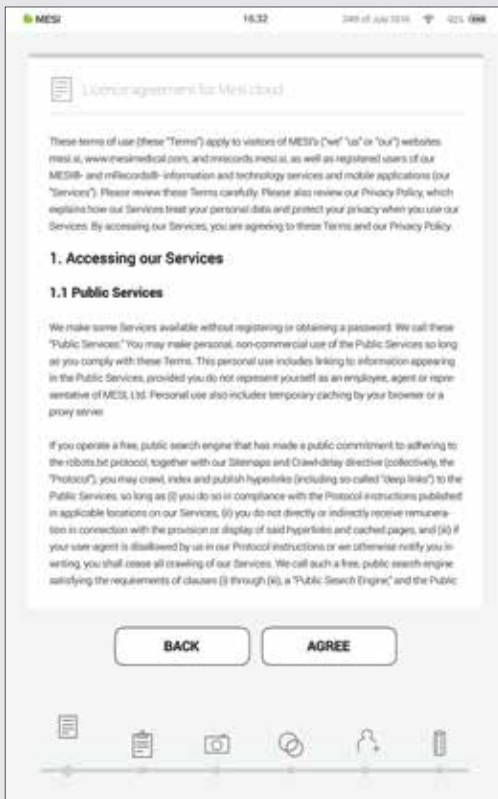 MESI
16:32
24th of July 2016
92%
Licence agreement for Mesi cloud
These terms of use (these "Terms") apply to visitors of MESI's ("we" "us" or "our") websites
mesi.si, www.mesimedical.com, and mrecords.mesi.si, as well as registered users of our
MESI®- and mRecords®- information and technology services and mobile applications (our
"Services"). Please review these Terms carefully. Please also review our Privacy Policy, which
explains how our Services treat your personal data and protect your privacy when you use our
Services. By accessing our Services, you are agreeing to these Terms and our Privacy Policy.
1. Accessing our Services
1.1 Public Services
We make some Services available without registering or obtaining a password. We call these
"Public Services." You may make personal, non-commercial use of the Public Services so long
as you comply with these Terms. This personal use includes linking to information appearing
in the Public Services, provided you do not represent yourself as an employee, agent or repre-
sentative of MESI, Ltd. Personal use also includes temporary caching by your browser or a
proxy server.
If you operate a free, public search engine that has made a public commitment to adhering to
the robots.txt protocol, together with our Sitemaps and Crawl-delay directive (collectively, the
"Protocol"), you may crawl, index and publish hyperlinks (including so-called "deep links") to the
Public Services, so long as (i) you do so in compliance with the Protocol instructions published
in applicable locations on our Services, (ii) you do not directly or indirectly receive remunera-
tion in connection with the provision or display of said hyperlinks and cached pages, and (iii) if
your user-agent is disallowed by us in our Protocol instructions or we otherwise notify you in
writing, you shall cease all crawling of our Services. We call such a free, public search engine
satisfying the requirements of clauses (i) through (iii), a "Public Search Engine," and the Public
BACK
AGREE